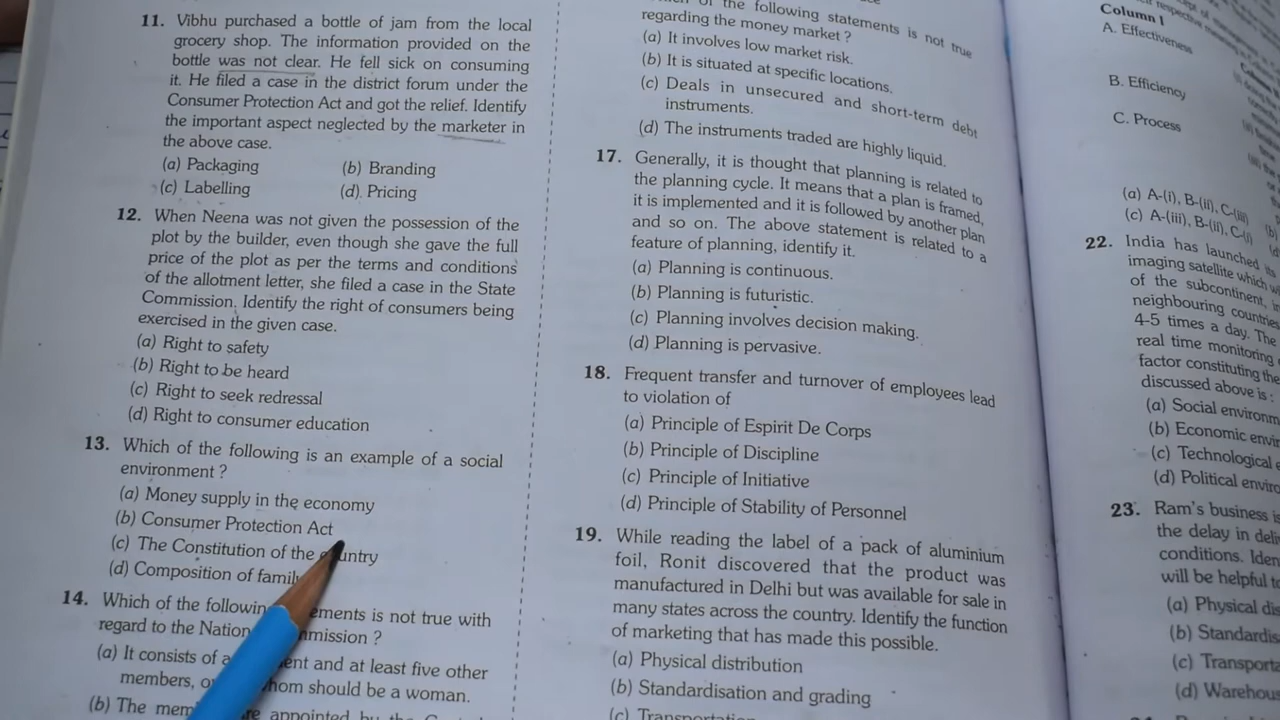 11. Vibhu purchased a bottle of jam from the local
grocery shop. The information provided on the
bottle was not clear. He fell sick on consuming
it. He filed a case in the district forum under the
Consumer Protection Act and got the relief. Identify
the important aspect neglected by the marketer in
the above case.
(a) Packaging (b) Branding
(c) Labelling (d) Pricing
12. When Neena was not given the possession of the
plot by the builder, even though she gave the full
price of the plot as per the terms and conditions
of the allotment letter, she filed a case in the State
Commission. Identify the right of consumers being
exercised in the given case.
(a) Right to safety
(b) Right to be heard
(c) Right to seek redressal
(d) Right to consumer education
13. Which of the following is an example of a social
environment ?
(a) Money supply in the economy
(b) Consumer Protection Act
(c) The Constitution of the
(d) Composition of
14. Which of the is not true with
regard to the
(a) It consists of and at least five other
members, should be a woman.
(b) The appointed by the
of the following statements is not true
regarding the money market ?
(a) It involves low market risk.
(b) It is situated at specific locations.
(c) Deals in unsecured and short-term debt
instruments.
(d) The instruments traded are highly liquid.
17. Generally, it is thought that planning is related to
the planning cycle. It means that a plan is framed,
it is implemented and it is followed by another plan
and so on. The above statement is related to a
feature of planning, identify it.
(a) Planning is continuous.
(b) Planning is futuristic.
(c) Planning involves decision making.
(d) Planning is pervasive.
18. Frequent transfer and turnover of employees lead
to violation of
(a) Principle of Espirit De Corps
(b) Principle of Discipline
(c) Principle of Initiative
(d) Principle of Stability of Personnel
19. While reading the label of a pack of aluminium
foil, Ronit discovered that the product was
manufactured in Delhi but was available for sale in
many states across the country. Identify the function
of marketing that has made this possible.
(a) Physical distribution
(b) Standardisation and grading
(c)
Column I
A. Effectiveness
B. Efficiency
C. Process
(a) A-(i), B-(ii), C-(iii)
(c) A-(iii), B-(ii), C-(i)
22. India has launched
imaging satellite which
of the subcontinent,
neighbouring
4-5 times a day. The
real time monitoring
factor constituting the
discussed above is :
(a) Social
(b) Economic
(c) Technological
(d) Political
23. Ram's business
the delay in
conditions.
will be helpful
(a) Physical
(b)
(c)
(d)